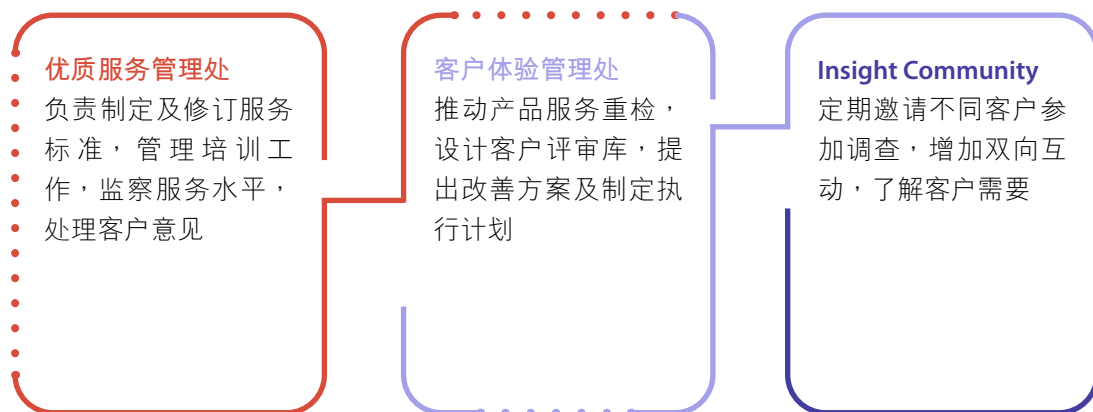 优质服务管理处
负责制定及修订服务
标准，管理培训工
作，监察服务水平，
处理客户意见
客户体验管理处
推动产品服务重检，
设计客户评审库，提
出改善方案及制定执
行计划
Insight Community
定期邀请不同客户参
加调查，增加双向互
动，了解客户需要